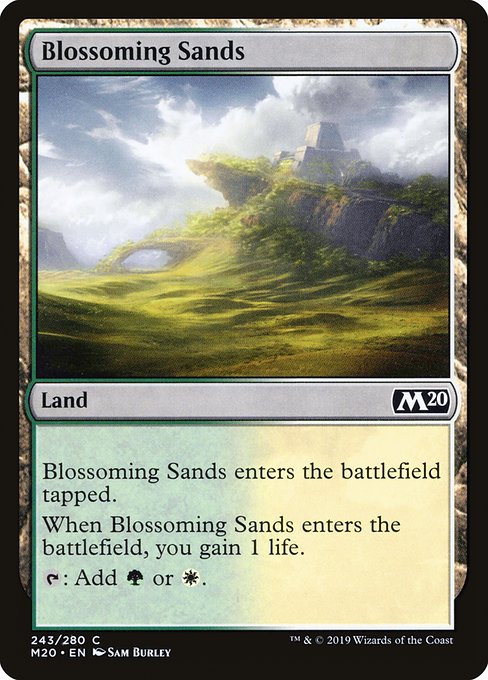 Blossoming Sands
Land
M20
Blossoming Sands enters the battlefield
tapped.
When Blossoming Sands enters the
battlefield, you gain 1 life.
: Add or .
243/280 C
M20 • EN SAM BURLEY
™ & © 2019 Wizards of the Coast